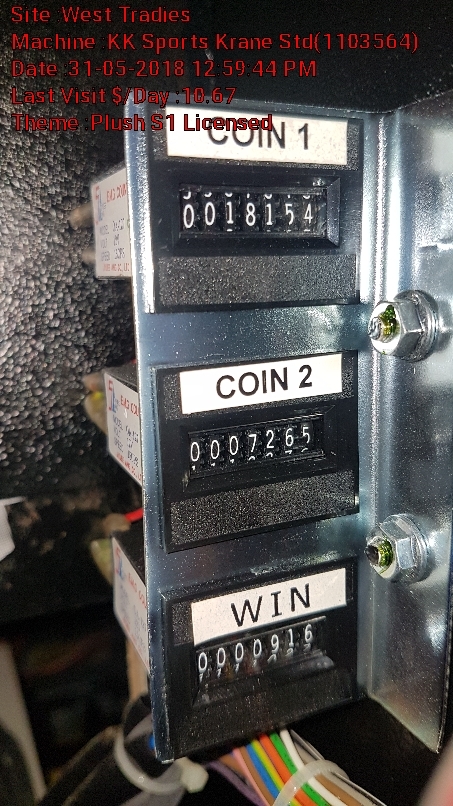 Site :West Tradies
Machine :KK Sports Krane Std(1103564)
Date :31-05-2018 12:59:44 PM
Last Visit $/Day :10.67
Theme :Plush S1 Licensed
COIN 1
0018154
COIN 2
0007265
WIN
0000916